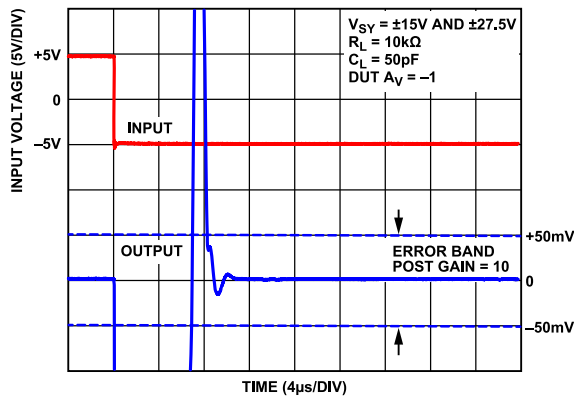 VSY = ±15V AND ±27.5V
RL = 10kΩ
CL = 50pF
DUT AV = –1
INPUT VOLTAGE (5V/DIV)
+5V
0
–5V
INPUT
OUTPUT
+50mV
ERROR BAND
POST GAIN = 10
0
–50mV
TIME (4µs/DIV)